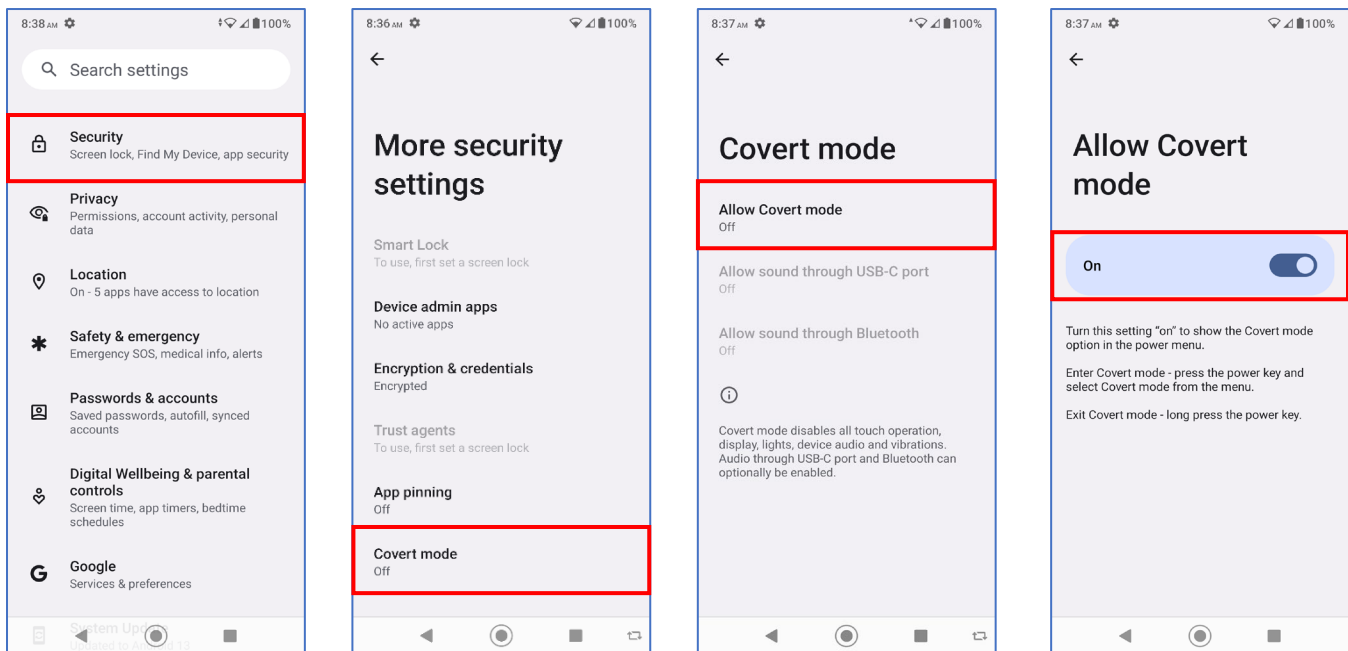 8:38 AM
100%
Search settings
Security
Screen lock, Find My Device, app security
Privacy
Permissions, account activity, personal
data
Location
On - 5 apps have access to location
Safety & emergency
Emergency SOS, medical info, alerts
Passwords & accounts
Saved passwords, autofill, synced
accounts
Digital Wellbeing & parental
controls
Screen time, app timers, bedtime
schedules
Google
Services & preferences
System Update
Updated to Android 13
8:36 AM
100%
More security
settings
Smart Lock
To use, first set a screen lock
Device admin apps
No active apps
Encryption & credentials
Encrypted
Trust agents
To use, first set a screen lock
App pinning
Off
Covert mode
Off
8:37 AM
100%
Covert mode
Allow Covert mode
Off
Allow sound through USB-C port
Off
Allow sound through Bluetooth
Off
Covert mode disables all touch operation,
display, lights, device audio and vibrations.
Audio through USB-C port and Bluetooth can
optionally be enabled.
8:37 AM
100%
Allow Covert
mode
On
Turn this setting “on” to show the Covert mode
option in the power menu.
Enter Covert mode - press the power key and
select Covert mode from the menu.
Exit Covert mode - long press the power key.